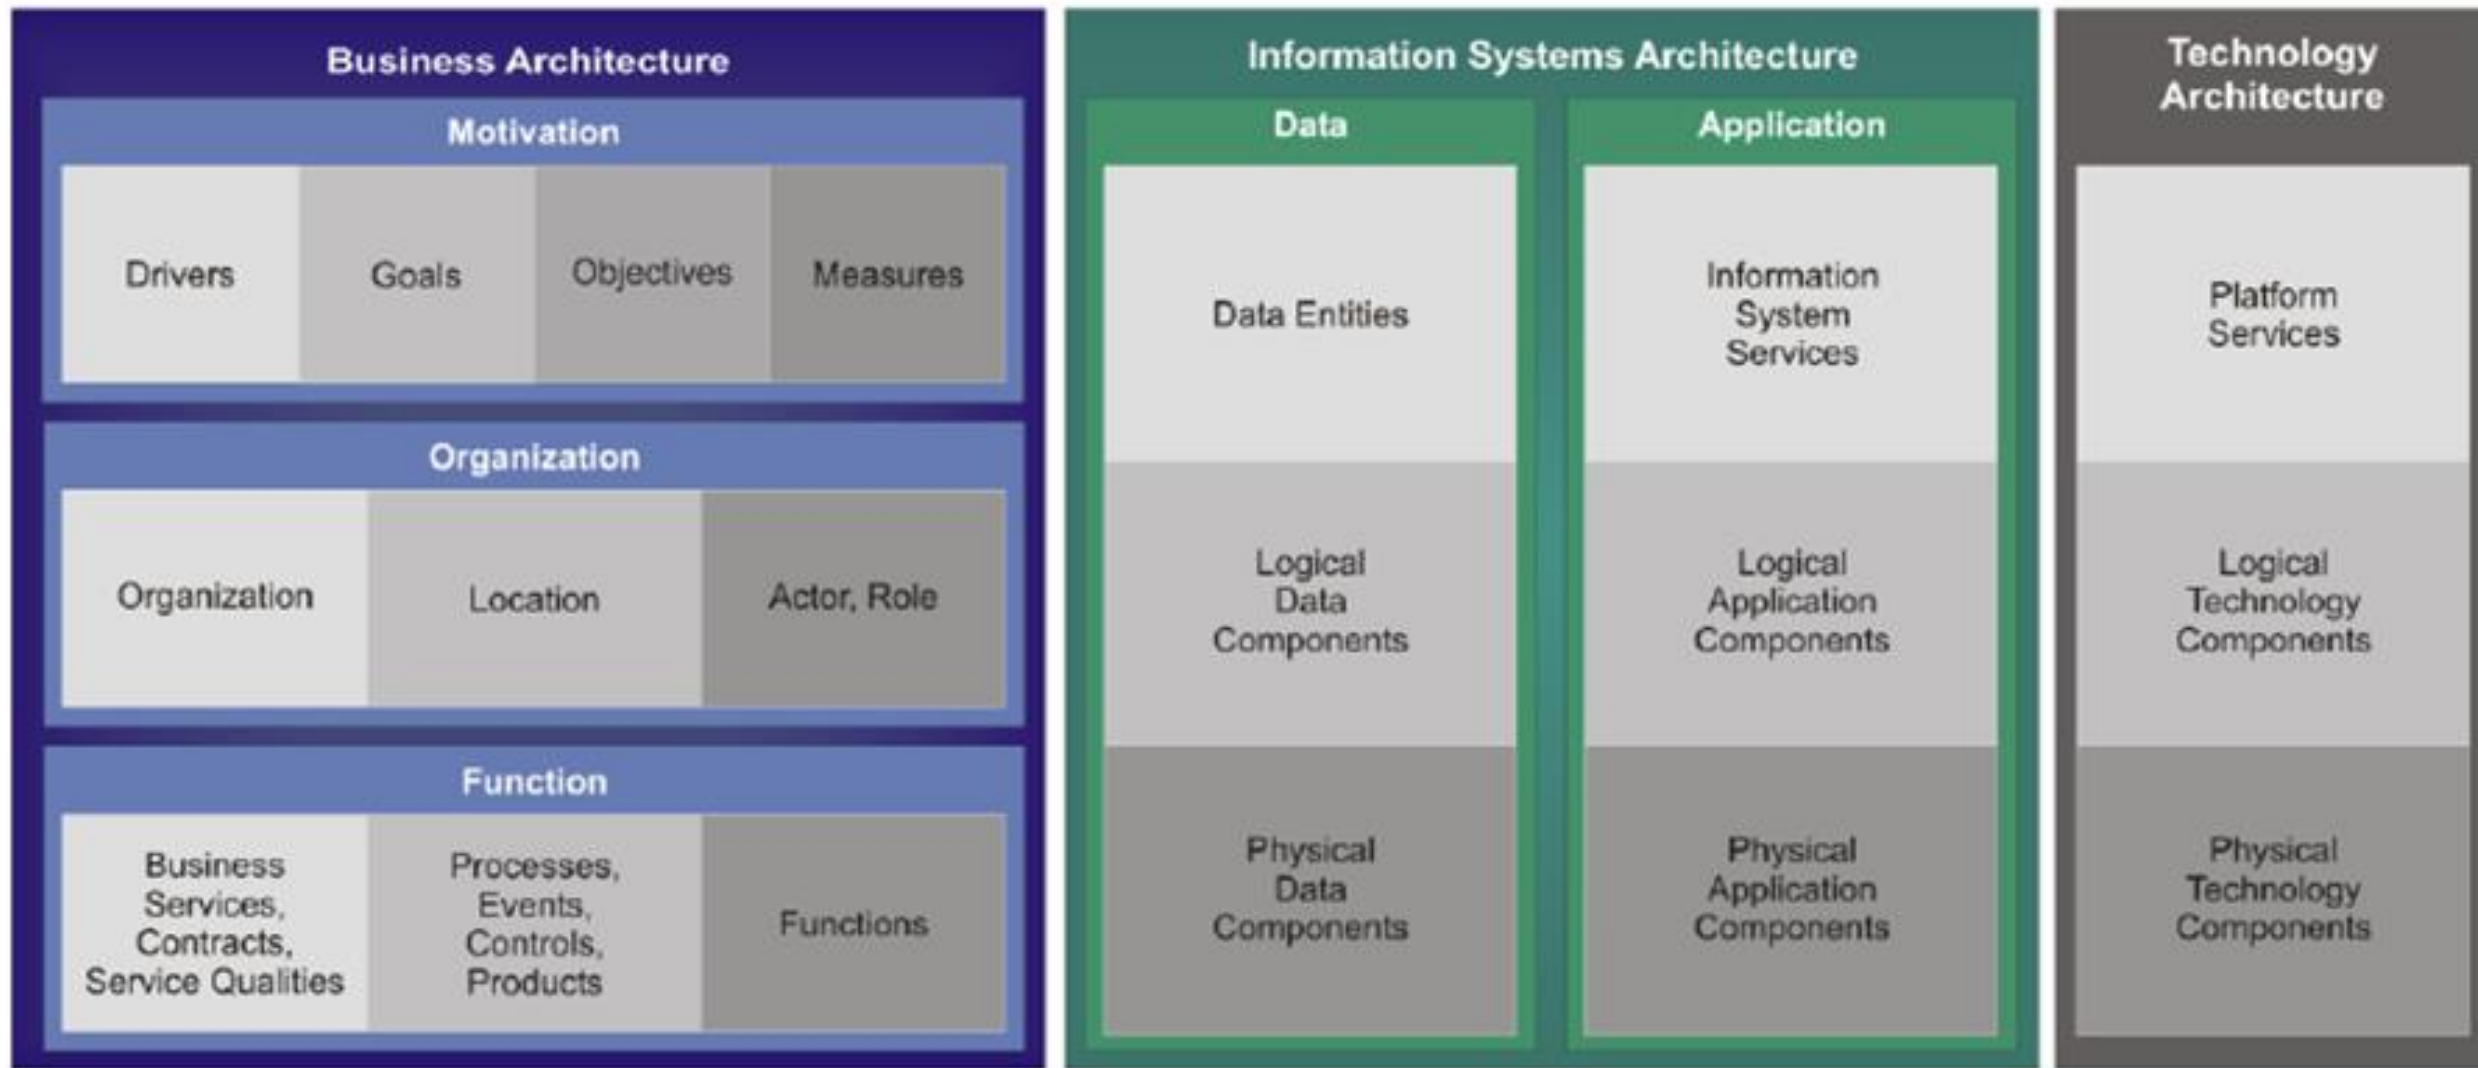 Business Architecture
Motivation
Drivers
Goals
Objectives
Measures
Organization
Organization
Location
Actor, Role
Function
Business
Services,
Contracts,
Service Qualities
Processes,
Events,
Controls,
Products
Functions
Information Systems Architecture
Data
Data Entities
Logical
Data
Components
Physical
Data
Components
Application
Information
System
Services
Logical
Application
Components
Physical
Application
Components
Technology
Architecture
Platform
Services
Logical
Technology
Components
Physical
Technology
Components